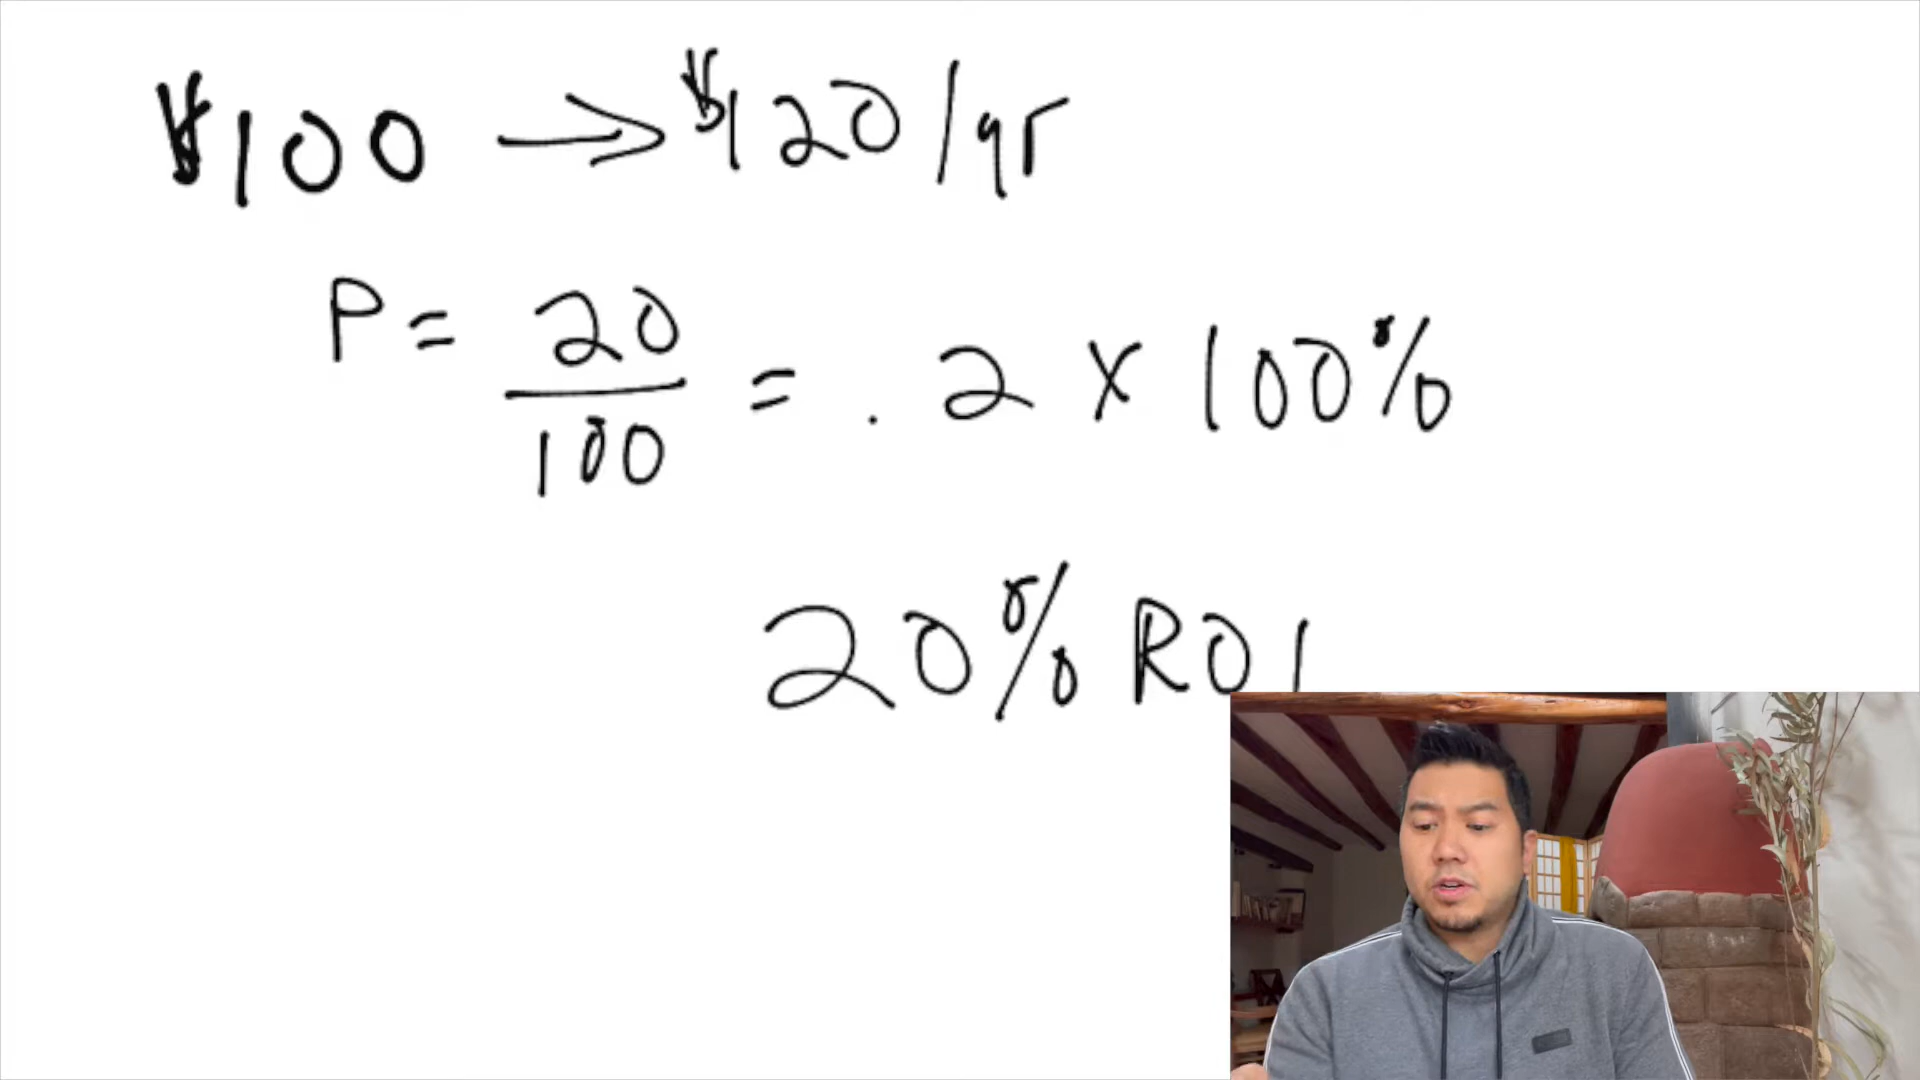 $100 → $120/yr
P = 20/100 = .2 x 100%
20% ROI